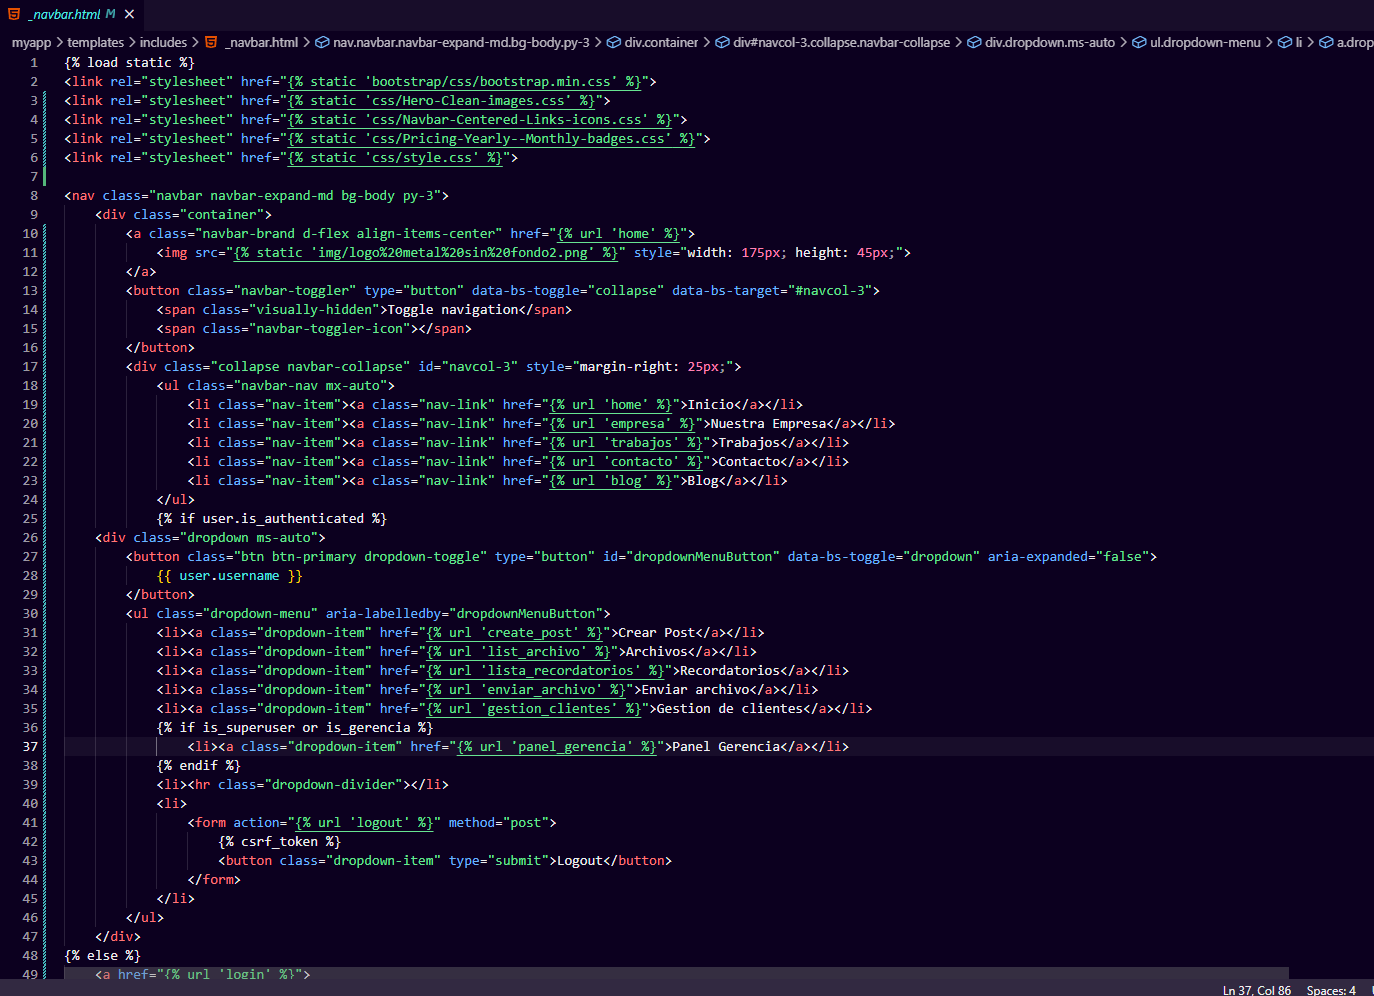 _navbar.html M ×
myapp > templates > includes > _navbar.html > nav.navbar.navbar-expand-md.bg-body.py-3 > div.container > div#navcol-3.collapse.navbar-collapse > div.dropdown.ms-auto > ul.dropdown-menu > li > a.drop
1 {% load static %}
2 <link rel="stylesheet" href="{% static 'bootstrap/css/bootstrap.min.css' %}">
3 <link rel="stylesheet" href="{% static 'css/Hero-Clean-images.css' %}">
4 <link rel="stylesheet" href="{% static 'css/Navbar-Centered-Links-icons.css' %}">
5 <link rel="stylesheet" href="{% static 'css/Pricing-Yearly--Monthly-badges.css' %}">
6 <link rel="stylesheet" href="{% static 'css/style.css' %}">
7
8 <nav class="navbar navbar-expand-md bg-body py-3">
9     <div class="container">
10         <a class="navbar-brand d-flex align-items-center" href="{% url 'home' %}">
11             <img src="{% static 'img/logo%20metal%20sin%20fondo2.png' %}" style="width: 175px; height: 45px;">
12         </a>
13         <button class="navbar-toggler" type="button" data-bs-toggle="collapse" data-bs-target="#navcol-3">
14             <span class="visually-hidden">Toggle navigation</span>
15             <span class="navbar-toggler-icon"></span>
16         </button>
17         <div class="collapse navbar-collapse" id="navcol-3" style="margin-right: 25px;">
18             <ul class="navbar-nav mx-auto">
19                 <li class="nav-item"><a class="nav-link" href="{% url 'home' %}">Inicio</a></li>
20                 <li class="nav-item"><a class="nav-link" href="{% url 'empresa' %}">Nuestra Empresa</a></li>
21                 <li class="nav-item"><a class="nav-link" href="{% url 'trabajos' %}">Trabajos</a></li>
22                 <li class="nav-item"><a class="nav-link" href="{% url 'contacto' %}">Contacto</a></li>
23                 <li class="nav-item"><a class="nav-link" href="{% url 'blog' %}">Blog</a></li>
24             </ul>
25             {% if user.is_authenticated %}
26     <div class="dropdown ms-auto">
27         <button class="btn btn-primary dropdown-toggle" type="button" id="dropdownMenuButton" data-bs-toggle="dropdown" aria-expanded="false">
28             {{ user.username }}
29         </button>
30         <ul class="dropdown-menu" aria-labelledby="dropdownMenuButton">
31             <li><a class="dropdown-item" href="{% url 'create_post' %}">Crear Post</a></li>
32             <li><a class="dropdown-item" href="{% url 'list_archivo' %}">Archivos</a></li>
33             <li><a class="dropdown-item" href="{% url 'lista_recordatorios' %}">Recordatorios</a></li>
34             <li><a class="dropdown-item" href="{% url 'enviar_archivo' %}">Enviar archivo</a></li>
35             <li><a class="dropdown-item" href="{% url 'gestion_clientes' %}">Gestion de clientes</a></li>
36             {% if is_superuser or is_gerencia %}
37                 <li><a class="dropdown-item" href="{% url 'panel_gerencia' %}">Panel Gerencia</a></li>
38             {% endif %}
39             <li><hr class="dropdown-divider"></li>
40             <li>
41                 <form action="{% url 'logout' %}" method="post">
42                     {% csrf_token %}
43                     <button class="dropdown-item" type="submit">Logout</button>
44                 </form>
45             </li>
46         </ul>
47     </div>
48 {% else %}
49     <a href="{% url 'login' %}">
Ln 37, Col 86 Spaces: 4